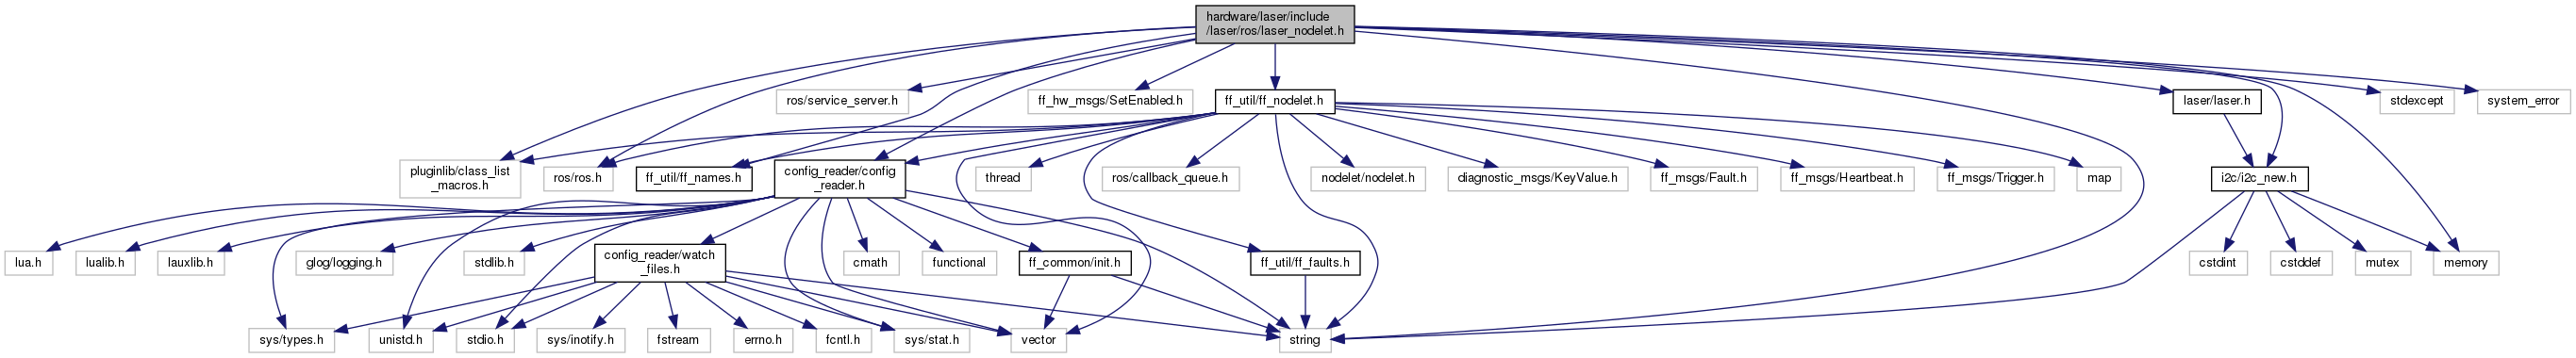 hardware/laser/include
/laser/ros/laser_nodelet.h
ros/service_server.h
ff_hw_msgs/SetEnabled.h
ff_util/ff_nodelet.h
laser/laser.h
stdexcept
system_error
pluginlib/class_list
_macros.h
ros/ros.h
ff_util/ff_names.h
config_reader/config
_reader.h
thread
ros/callback_queue.h
nodelet/nodelet.h
diagnostic_msgs/KeyValue.h
ff_msgs/Fault.h
ff_msgs/Heartbeat.h
ff_msgs/Trigger.h
map
i2c/i2c_new.h
lua.h
lualib.h
lauxlib.h
glog/logging.h
stdlib.h
config_reader/watch
_files.h
cmath
functional
ff_common/init.h
ff_util/ff_faults.h
cstdint
cstddef
mutex
memory
sys/types.h
unistd.h
stdio.h
sys/inotify.h
fstream
errno.h
fcntl.h
sys/stat.h
vector
string